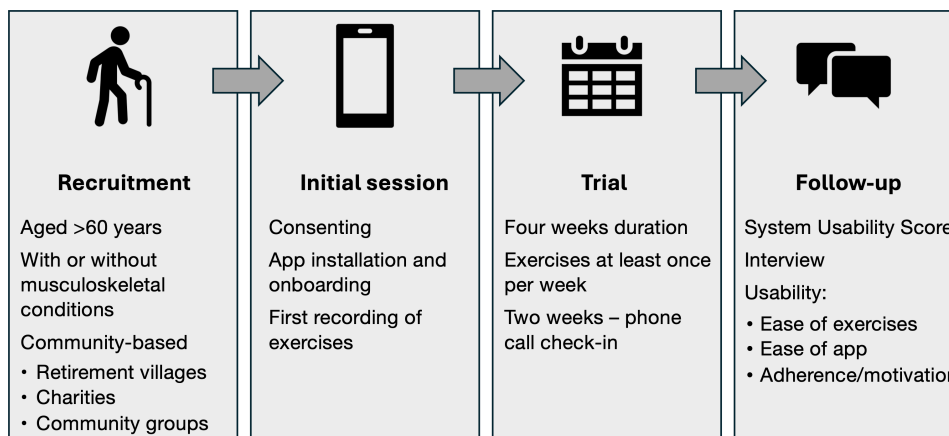 Recruitment
Aged >60 years
With or without
musculoskeletal
conditions
Community-based
• Retirement villages
• Charities
• Community groups
Initial session
Consenting
App installation and
onboarding
First recording of
exercises
Trial
Four weeks duration
Exercises at least once
per week
Two weeks – phone
call check-in
Follow-up
System Usability Score
Interview
Usability:
• Ease of exercises
• Ease of app
• Adherence/motivation